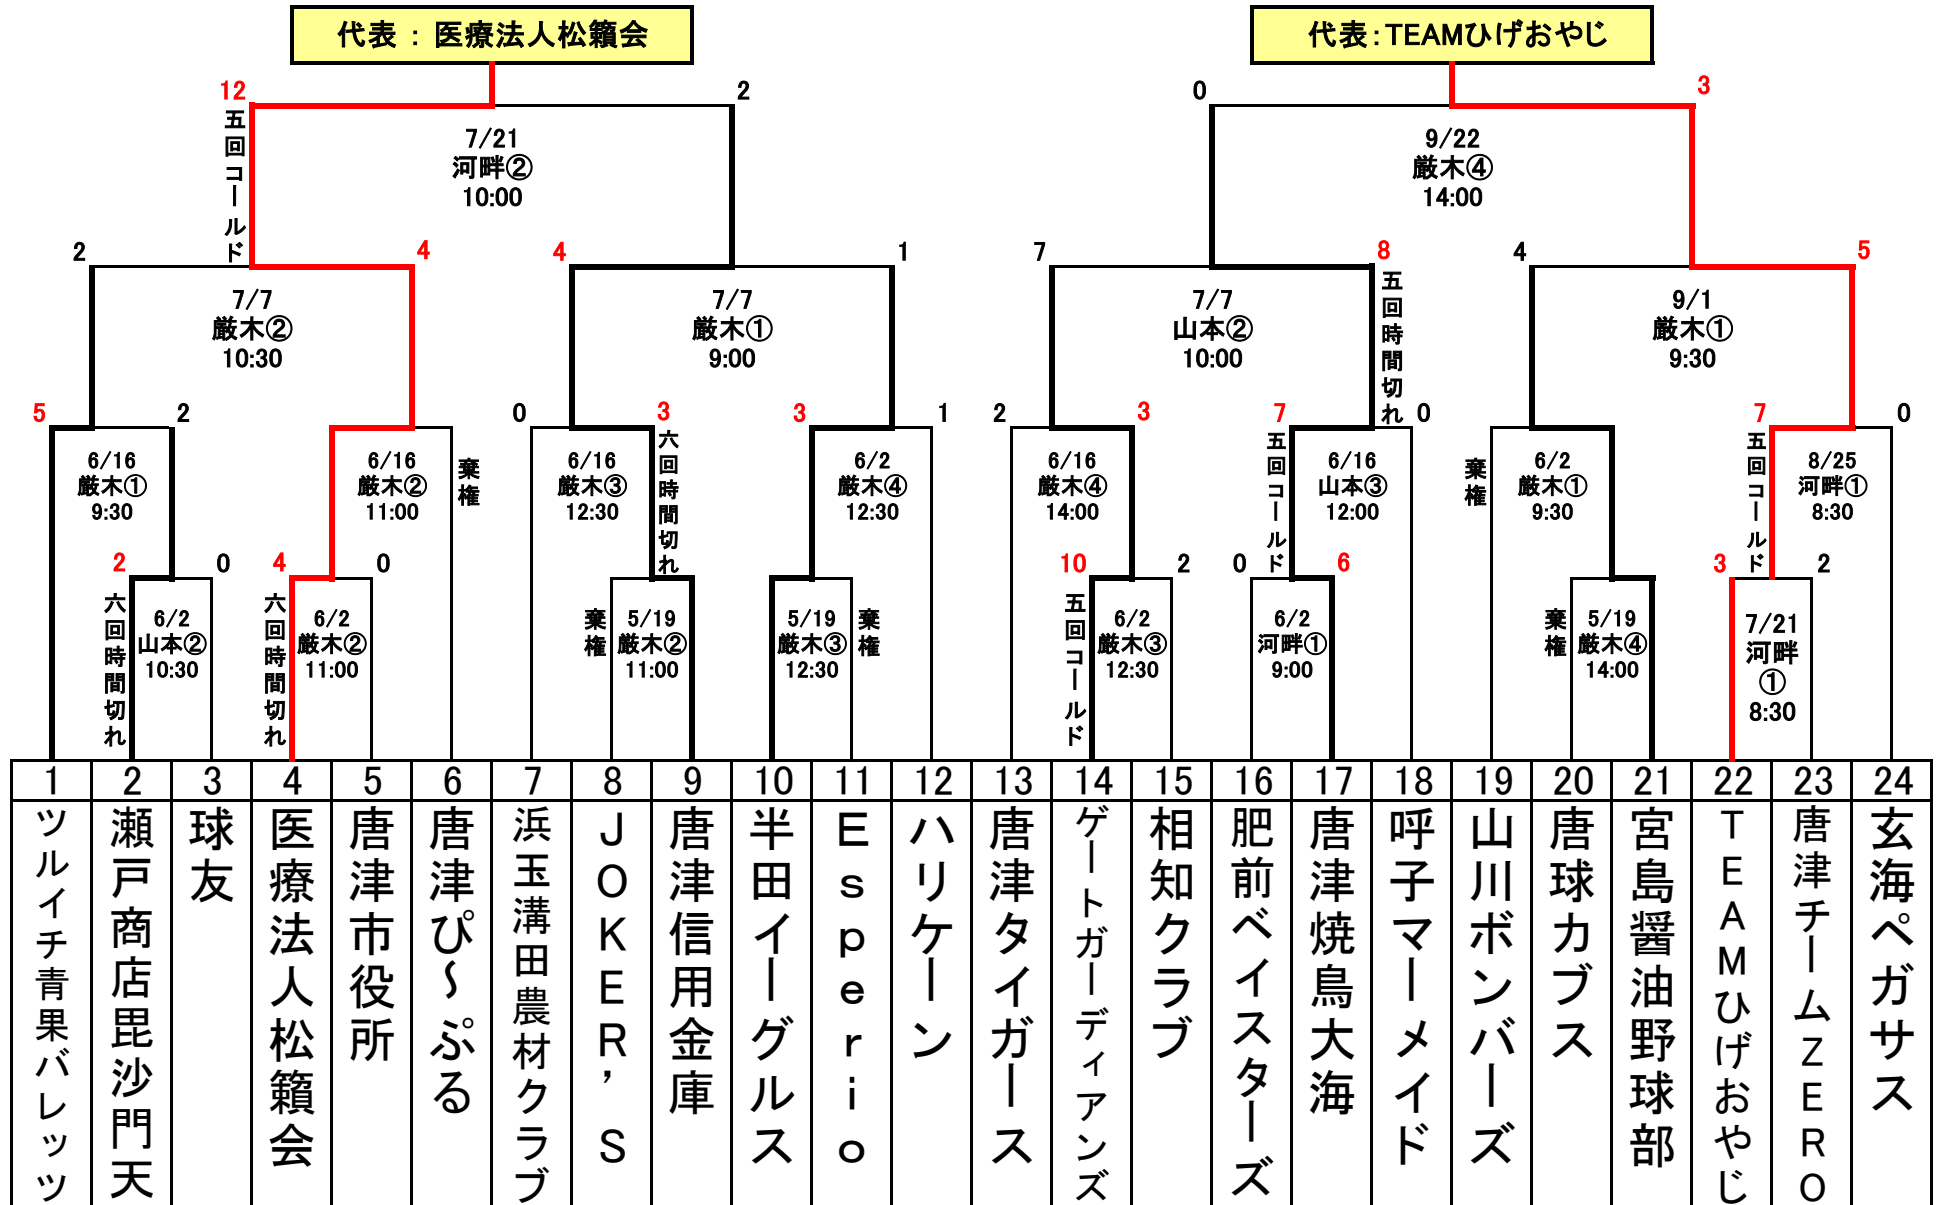 代表 : 医療法人松籟会
代表:TEAMひげおやじ
12
2
0
3
五回コールド
7/21
河畔②
10:00
9/22
厳木④
14:00
2
4
4
1
7
8
4
5
7/7
厳木②
10:30
7/7
厳木①
9:00
7/7
山本②
10:00
五回時間切れ
9/1
厳木①
9:30
5
2
0
3
3
1
2
3
7
0
7
0
6/16
厳木①
9:30
6/16
厳木②
11:00
棄権
6/16
厳木③
12:30
六回時間切れ
6/2
厳木④
12:30
6/16
厳木④
14:00
五回コールド
6/16
山本③
12:00
棄権
6/2
厳木①
9:30
五回コールド
8/25
河畔①
8:30
2
0
4
0
10
2
0
6
3
2
六回時間切れ
6/2
山本②
10:30
六回時間切れ
6/2
厳木②
11:00
棄権
5/19
厳木②
11:00
5/19
厳木③
12:30
棄権
五回コールド
6/2
厳木③
12:30
6/2
河畔①
9:00
棄権
5/19
厳木④
14:00
7/21
河畔
①
8:30
1
2
3
4
5
6
7
8
9
10
11
12
13
14
15
16
17
18
19
20
21
22
23
24
ツルイチ青果バレッツ
瀬戸商店毘沙門天
球友
医療法人松籟会
唐津市役所
唐津ぴ～ぷる
浜玉溝田農材クラブ
JOKER'S
唐津信用金庫
半田イーグルス
Esperio
ハリケーン
唐津タイガース
ゲートガーディアンズ
相知クラブ
肥前ベイスターズ
唐津焼鳥大海
呼子マーメイド
山川ボンバーズ
唐球カブス
宮島醤油野球部
TEAMひげおやじ
唐津チームZERO
玄海ペガサス